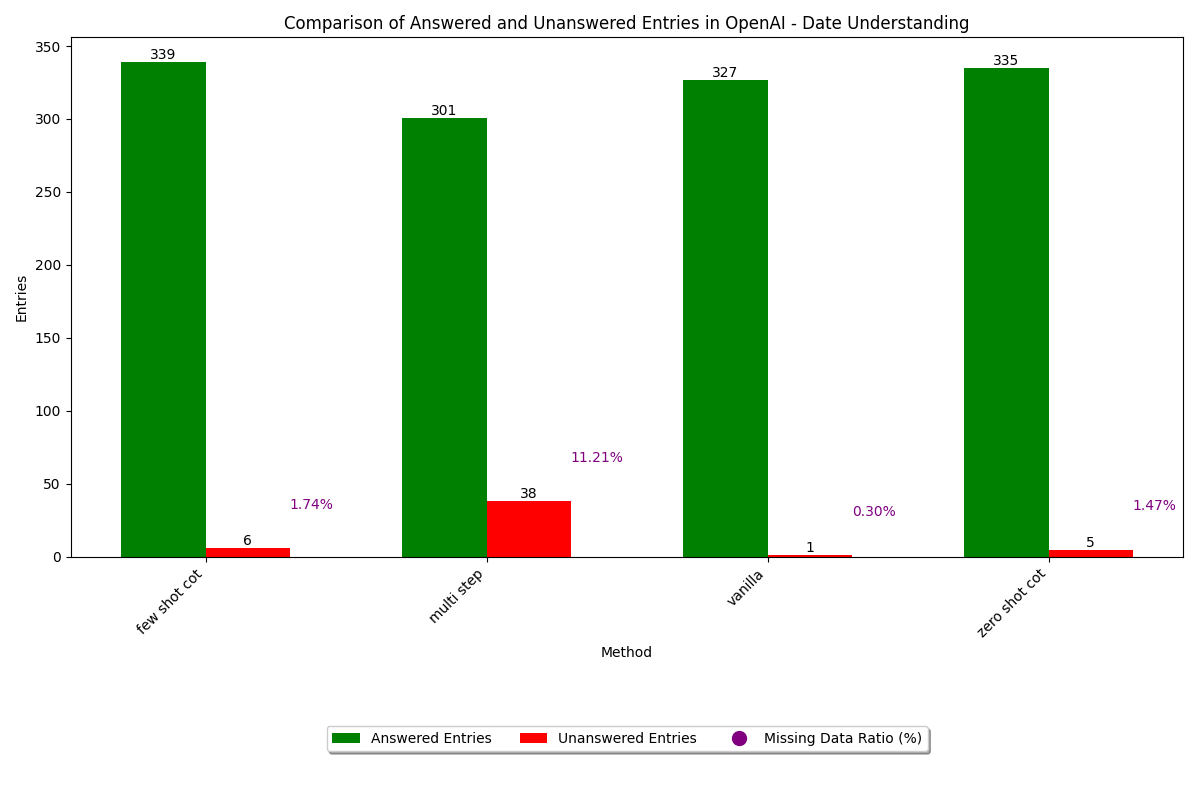 Comparison of Answered and Unanswered Entries in OpenAI - Date Understanding
350
300
250
200
150
100
50
0
Entries
339
6
1.74%
301
38
11.21%
327
1
0.30%
335
5
1.47%
few shot cot
multi step
vanilla
zero shot cot
Method
Answered Entries
Unanswered Entries
Missing Data Ratio (%)